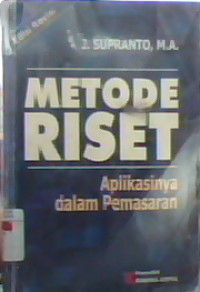 J. SUPRANTO, M.A.
METODE
RISET
Aplikasinya
dalam Pemasaran